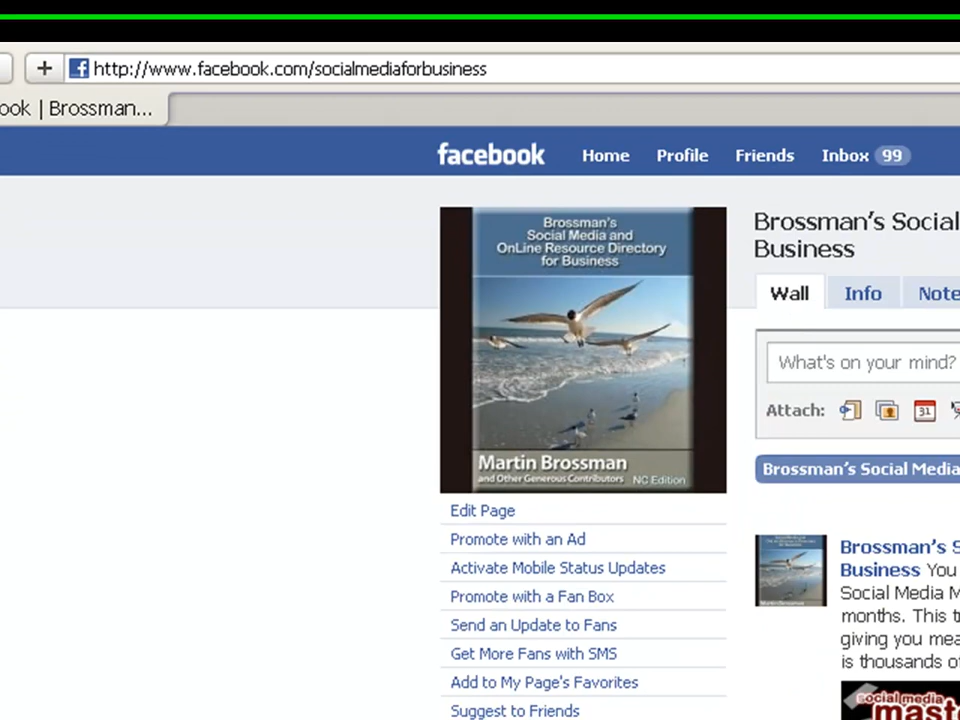 http://www.facebook.com/socialmediaforbusiness
ook | Brossman...
facebook Home Profile Friends Inbox 99
Brossman's
Social Media and
OnLine Resource Directory
for Business
Martin Brossman
and Other Generous Contributors NC Edition
Edit Page
Promote with an Ad
Activate Mobile Status Updates
Promote with a Fan Box
Send an Update to Fans
Get More Fans with SMS
Add to My Page's Favorites
Suggest to Friends
Brossman's Social
Business
Wall Info Note
What's on your mind?
Attach: 31
Brossman's Social Media
Brossman's S
Business You
Social Media M
months. This t
giving you mea
is thousands of
social media
maste